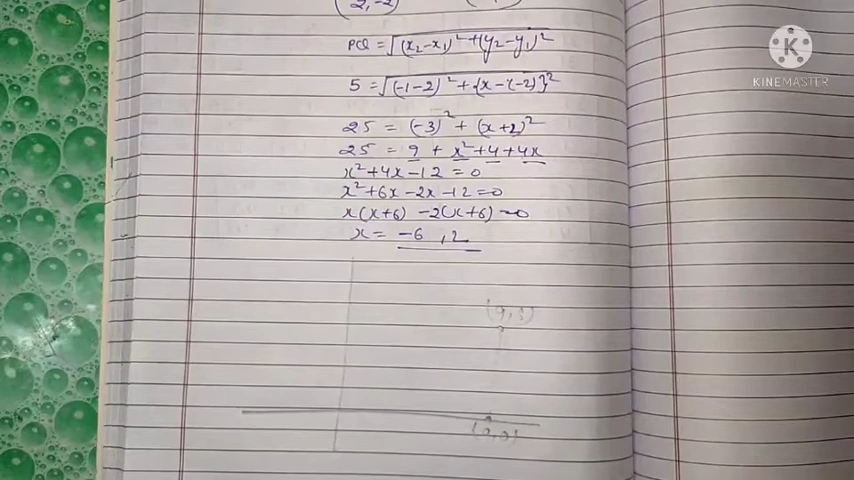 (2,-2)
PQ = √(x₂-x₁)² + (y₂-y₁)²
5 = √(-1-2)² + {x-(-2)}²
25 = (-3)² + (x+2)²
25 = 9 + x² + 4 + 4x
x² + 4x - 12 = 0
x² + 6x - 2x - 12 = 0
x(x+6) - 2(x+6) = 0
x = -6, 2
K
KINEMASTER